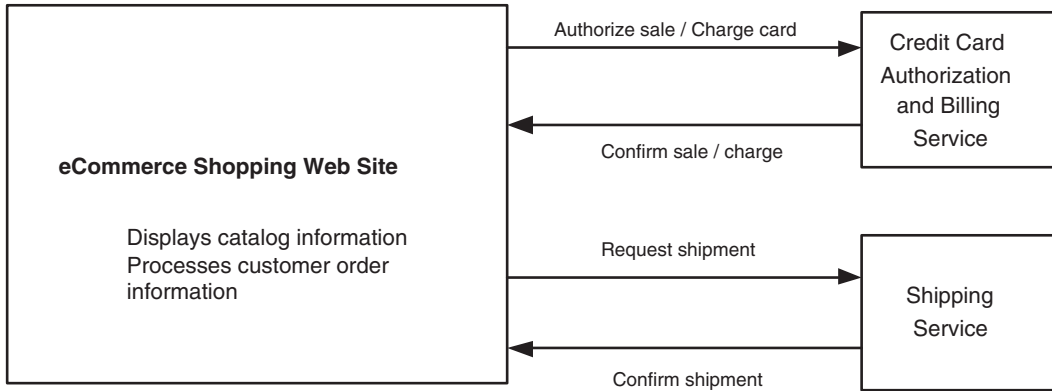 eCommerce Shopping Web Site
Displays catalog information
Processes customer order
information
Authorize sale / Charge card
Confirm sale / charge
Credit Card
Authorization
and Billing
Service
Request shipment
Confirm shipment
Shipping
Service